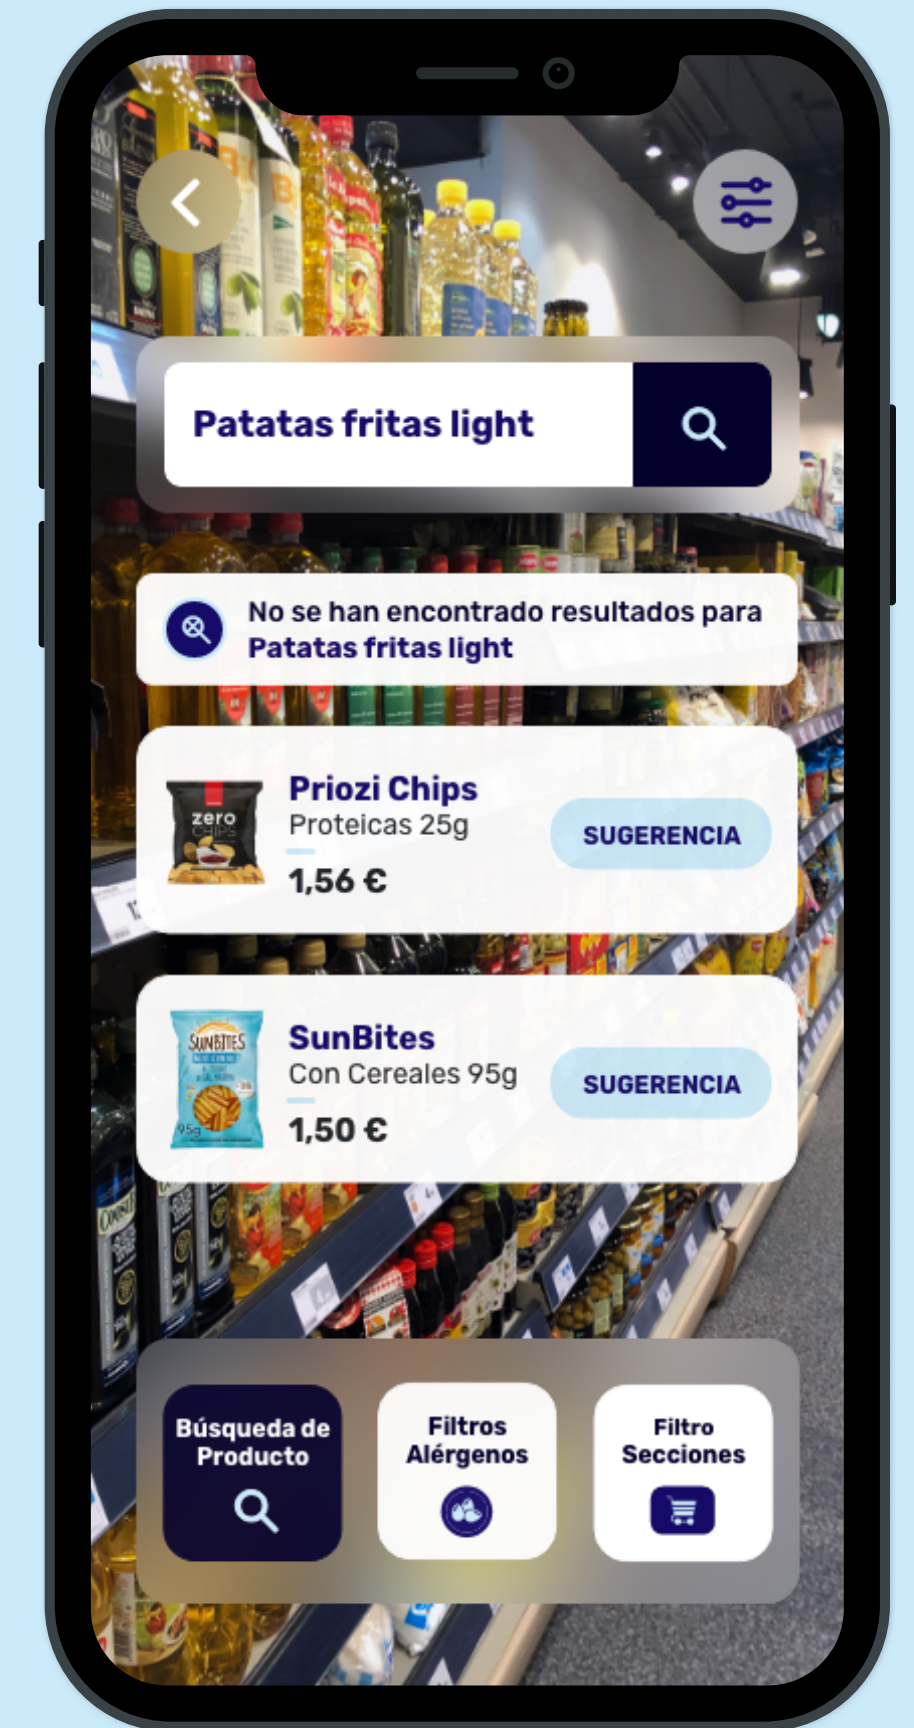 Patatas fritas light
No se han encontrado resultados para
Patatas fritas light
zero
CHIPS
Priozi Chips
Proteicas 25g
1,56 €
SUGERENCIA
SUNBITES
95g
SunBites
Con Cereales 95g
1,50 €
SUGERENCIA
Búsqueda de
Producto
Filtros
Alérgenos
Filtro
Secciones